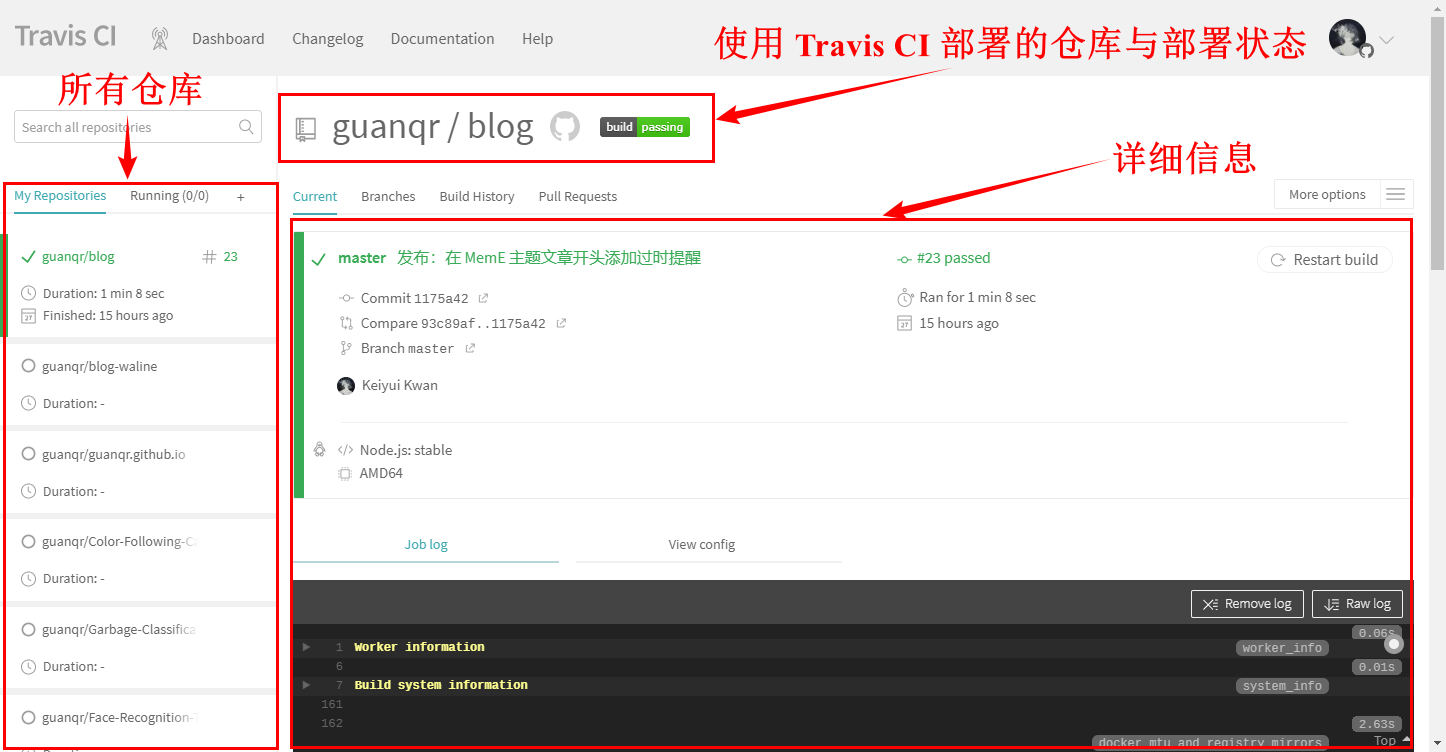 Travis CI
Dashboard
Changelog
Documentation
Help
使用 Travis CI 部署的仓库与部署状态
所有仓库
Search all repositories
guanqr / blog
build passing
详细信息
My Repositories
Running (0/0)
+
Current
Branches
Build History
Pull Requests
More options
guanqr/blog
# 23
Duration: 1 min 8 sec
Finished: 15 hours ago
guanqr/blog-waline
Duration: -
guanqr/guanqr.github.io
Duration: -
guanqr/Color-Following-Ca
Duration: -
guanqr/Garbage-Classifica
Duration: -
guanqr/Face-Recognition-
master 发布：在 MemE 主题文章开头添加过时提醒
#23 passed
Restart build
Commit 1175a42
Ran for 1 min 8 sec
Compare 93c89af..1175a42
15 hours ago
Branch master
Keiyui Kwan
Node.js: stable
AMD64
Job log
View config
Remove log
Raw log
0.06s
1 Worker information
worker_info
6
0.01s
7 Build system information
system_info
161
162
2.63s
docker_mtu_and_registry_mirrors
Top